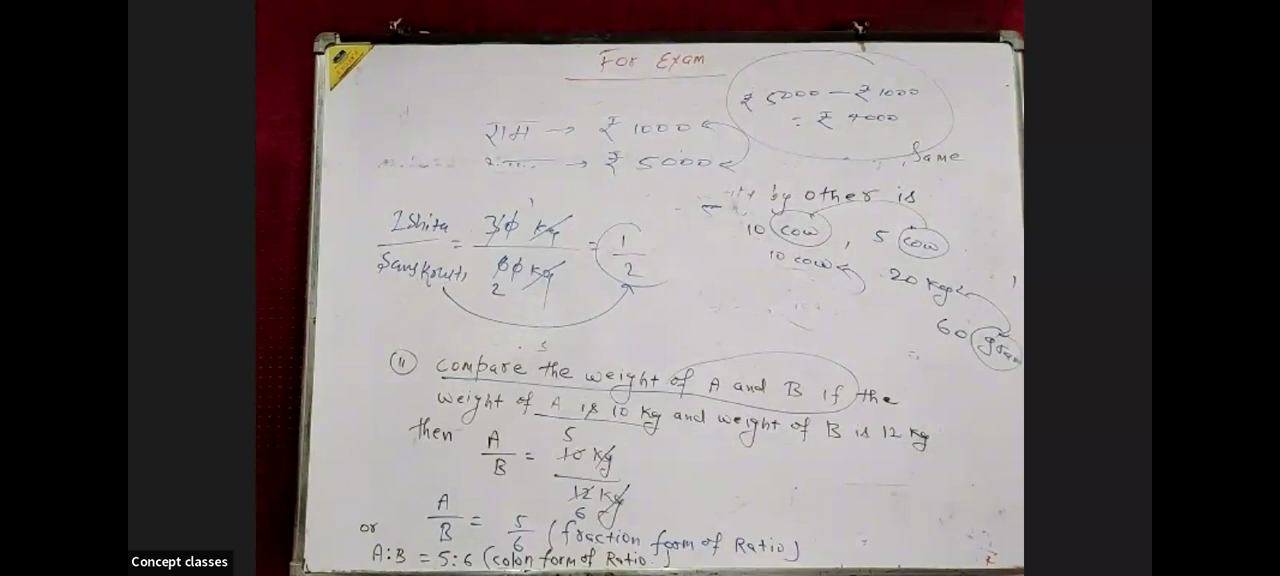 For Exam
₹ 5000 — ₹ 1000
= ₹ 4000
राम → ₹ 1000
→ ₹ 5000
Same
by other is
10 cow, 5 cow
10 cow
20 kg
60 gram
Ishita / Sanskruti = 30 kg / 60 kg = 1/2
1
2
(ii) compare the weight of A and B if the
weight of A is 10 kg and weight of B is 12 kg
then A/B = 10 kg / 12 kg
5
6
or A/B = 5/6 (fraction form of Ratio)
A:B = 5:6 (colon form of Ratio.)
Concept classes